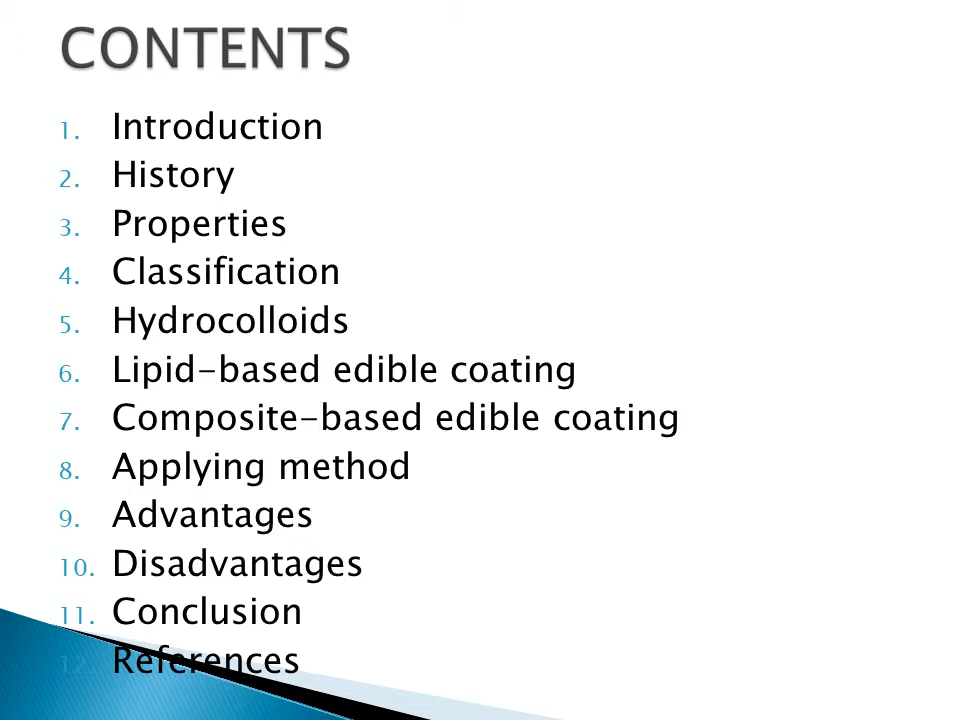 CONTENTS
1. Introduction
2. History
3. Properties
4. Classification
5. Hydrocolloids
6. Lipid-based edible coating
7. Composite-based edible coating
8. Applying method
9. Advantages
10. Disadvantages
11. Conclusion
12. References